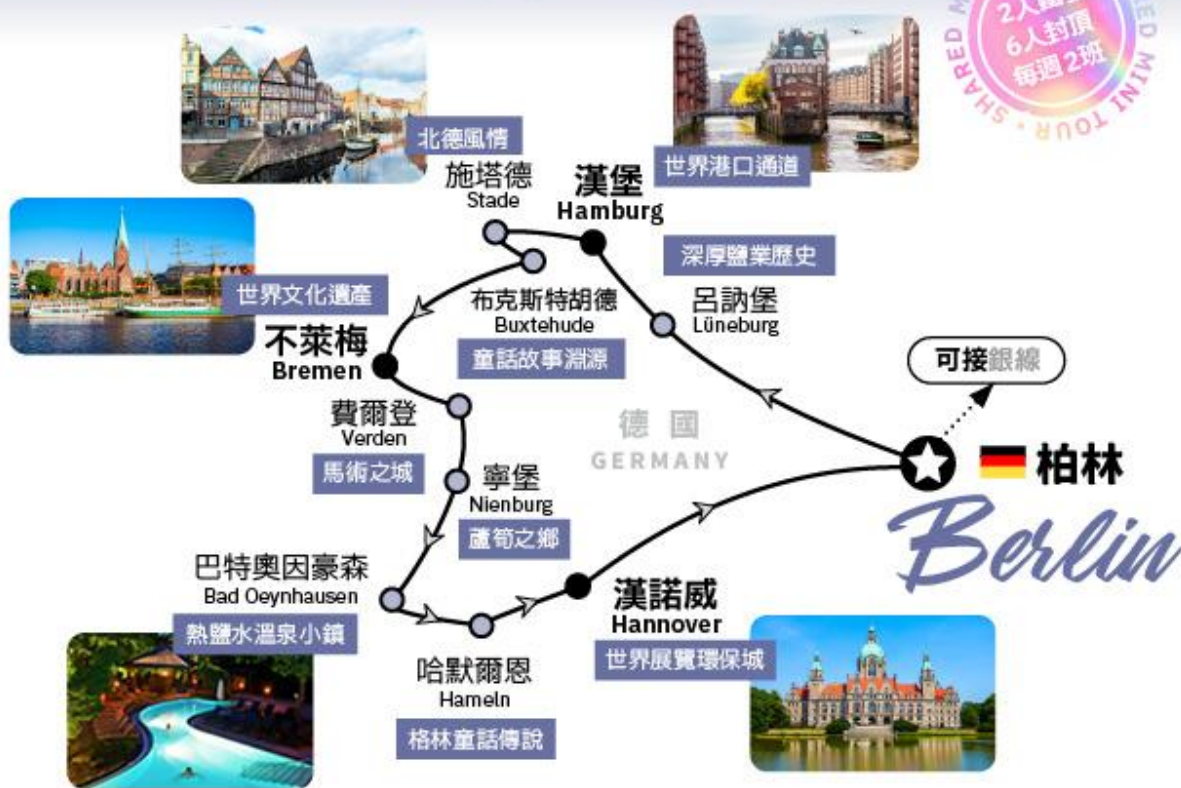 2人
6人封頂
每週 2班
SHARED M
RED MINI TOUR
北德風情
施塔德
Stade
世界港口通道
漢堡
Hamburg
深厚鹽業歷史
呂訥堡
Lüneburg
世界文化遺產
不萊梅
Bremen
布克斯特胡德
Buxtehude
童話故事淵源
可接銀線
費爾登
Verden
馬術之城
德 國
GERMANY
柏林
Berlin
寧堡
Nienburg
蘆筍之鄉
巴特奧因豪森
Bad Oeynhausen
熱鹽水溫泉小鎮
漢諾威
Hannover
世界展覽環保城
哈默爾恩
Hameln
格林童話傳說